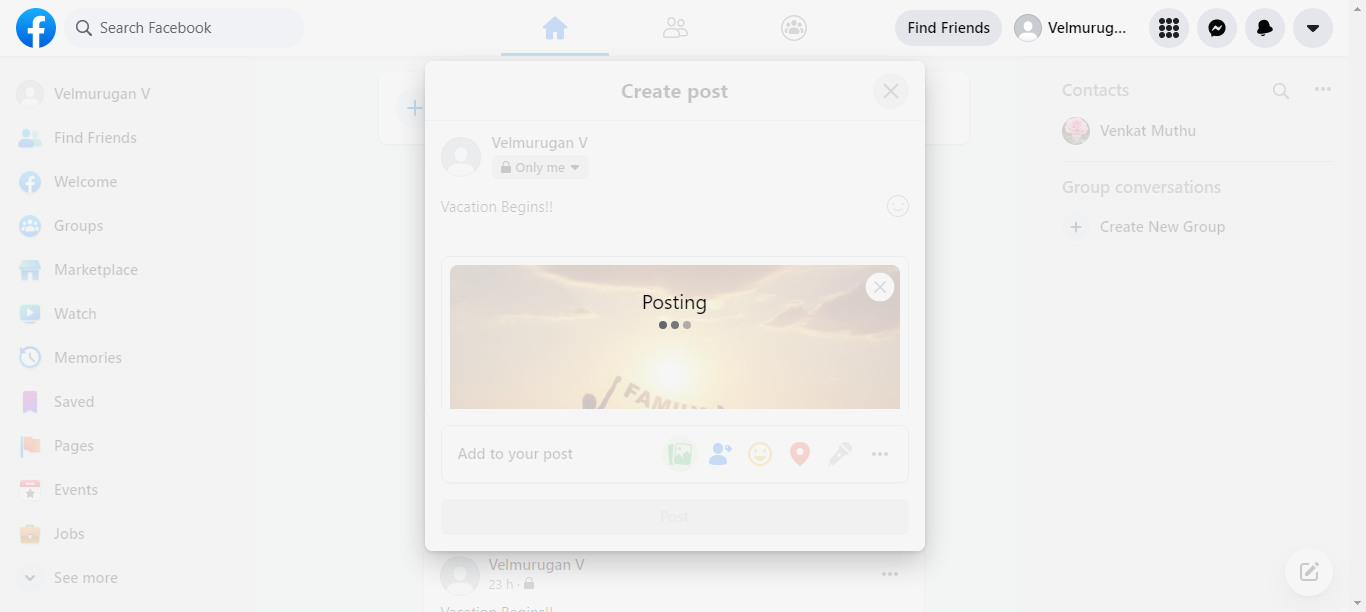 Search Facebook
Find Friends
Velmurug...
Velmurugan V
Find Friends
Welcome
Groups
Marketplace
Watch
Memories
Saved
Pages
Events
Jobs
See more
Create post
Velmurugan V
Only me
Vacation Begins!!
Posting
FAMILY
Add to your post
Post
Velmurugan V
23 h ·
Vacation Begins!!
Contacts
Venkat Muthu
Group conversations
Create New Group